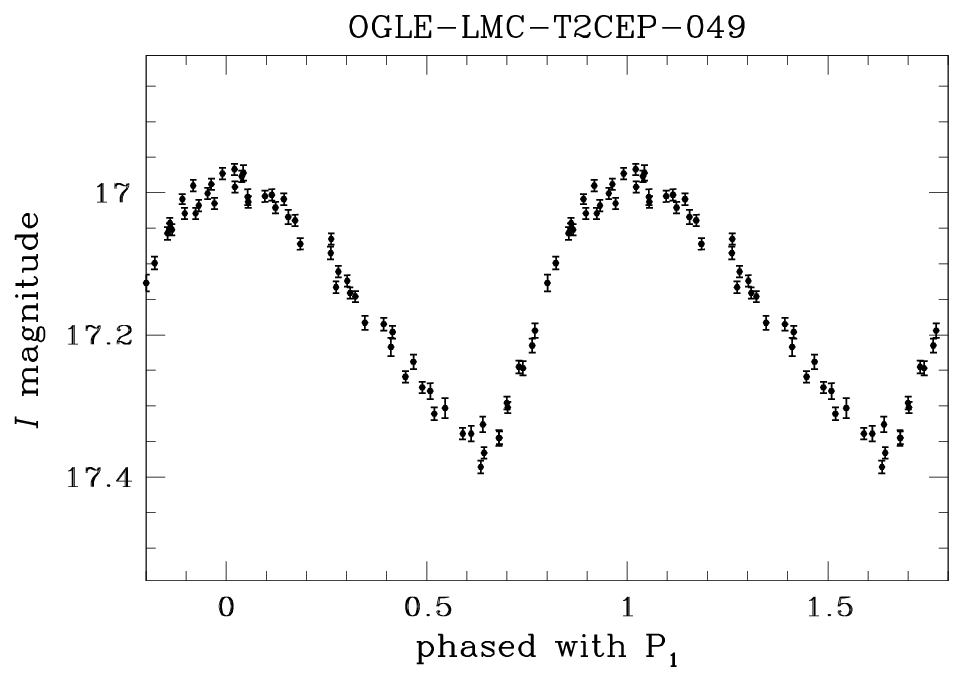 OGLE-LMC-T2CEP-049
17
17.2
17.4
I magnitude
0 0.5 1 1.5
phased with P₁